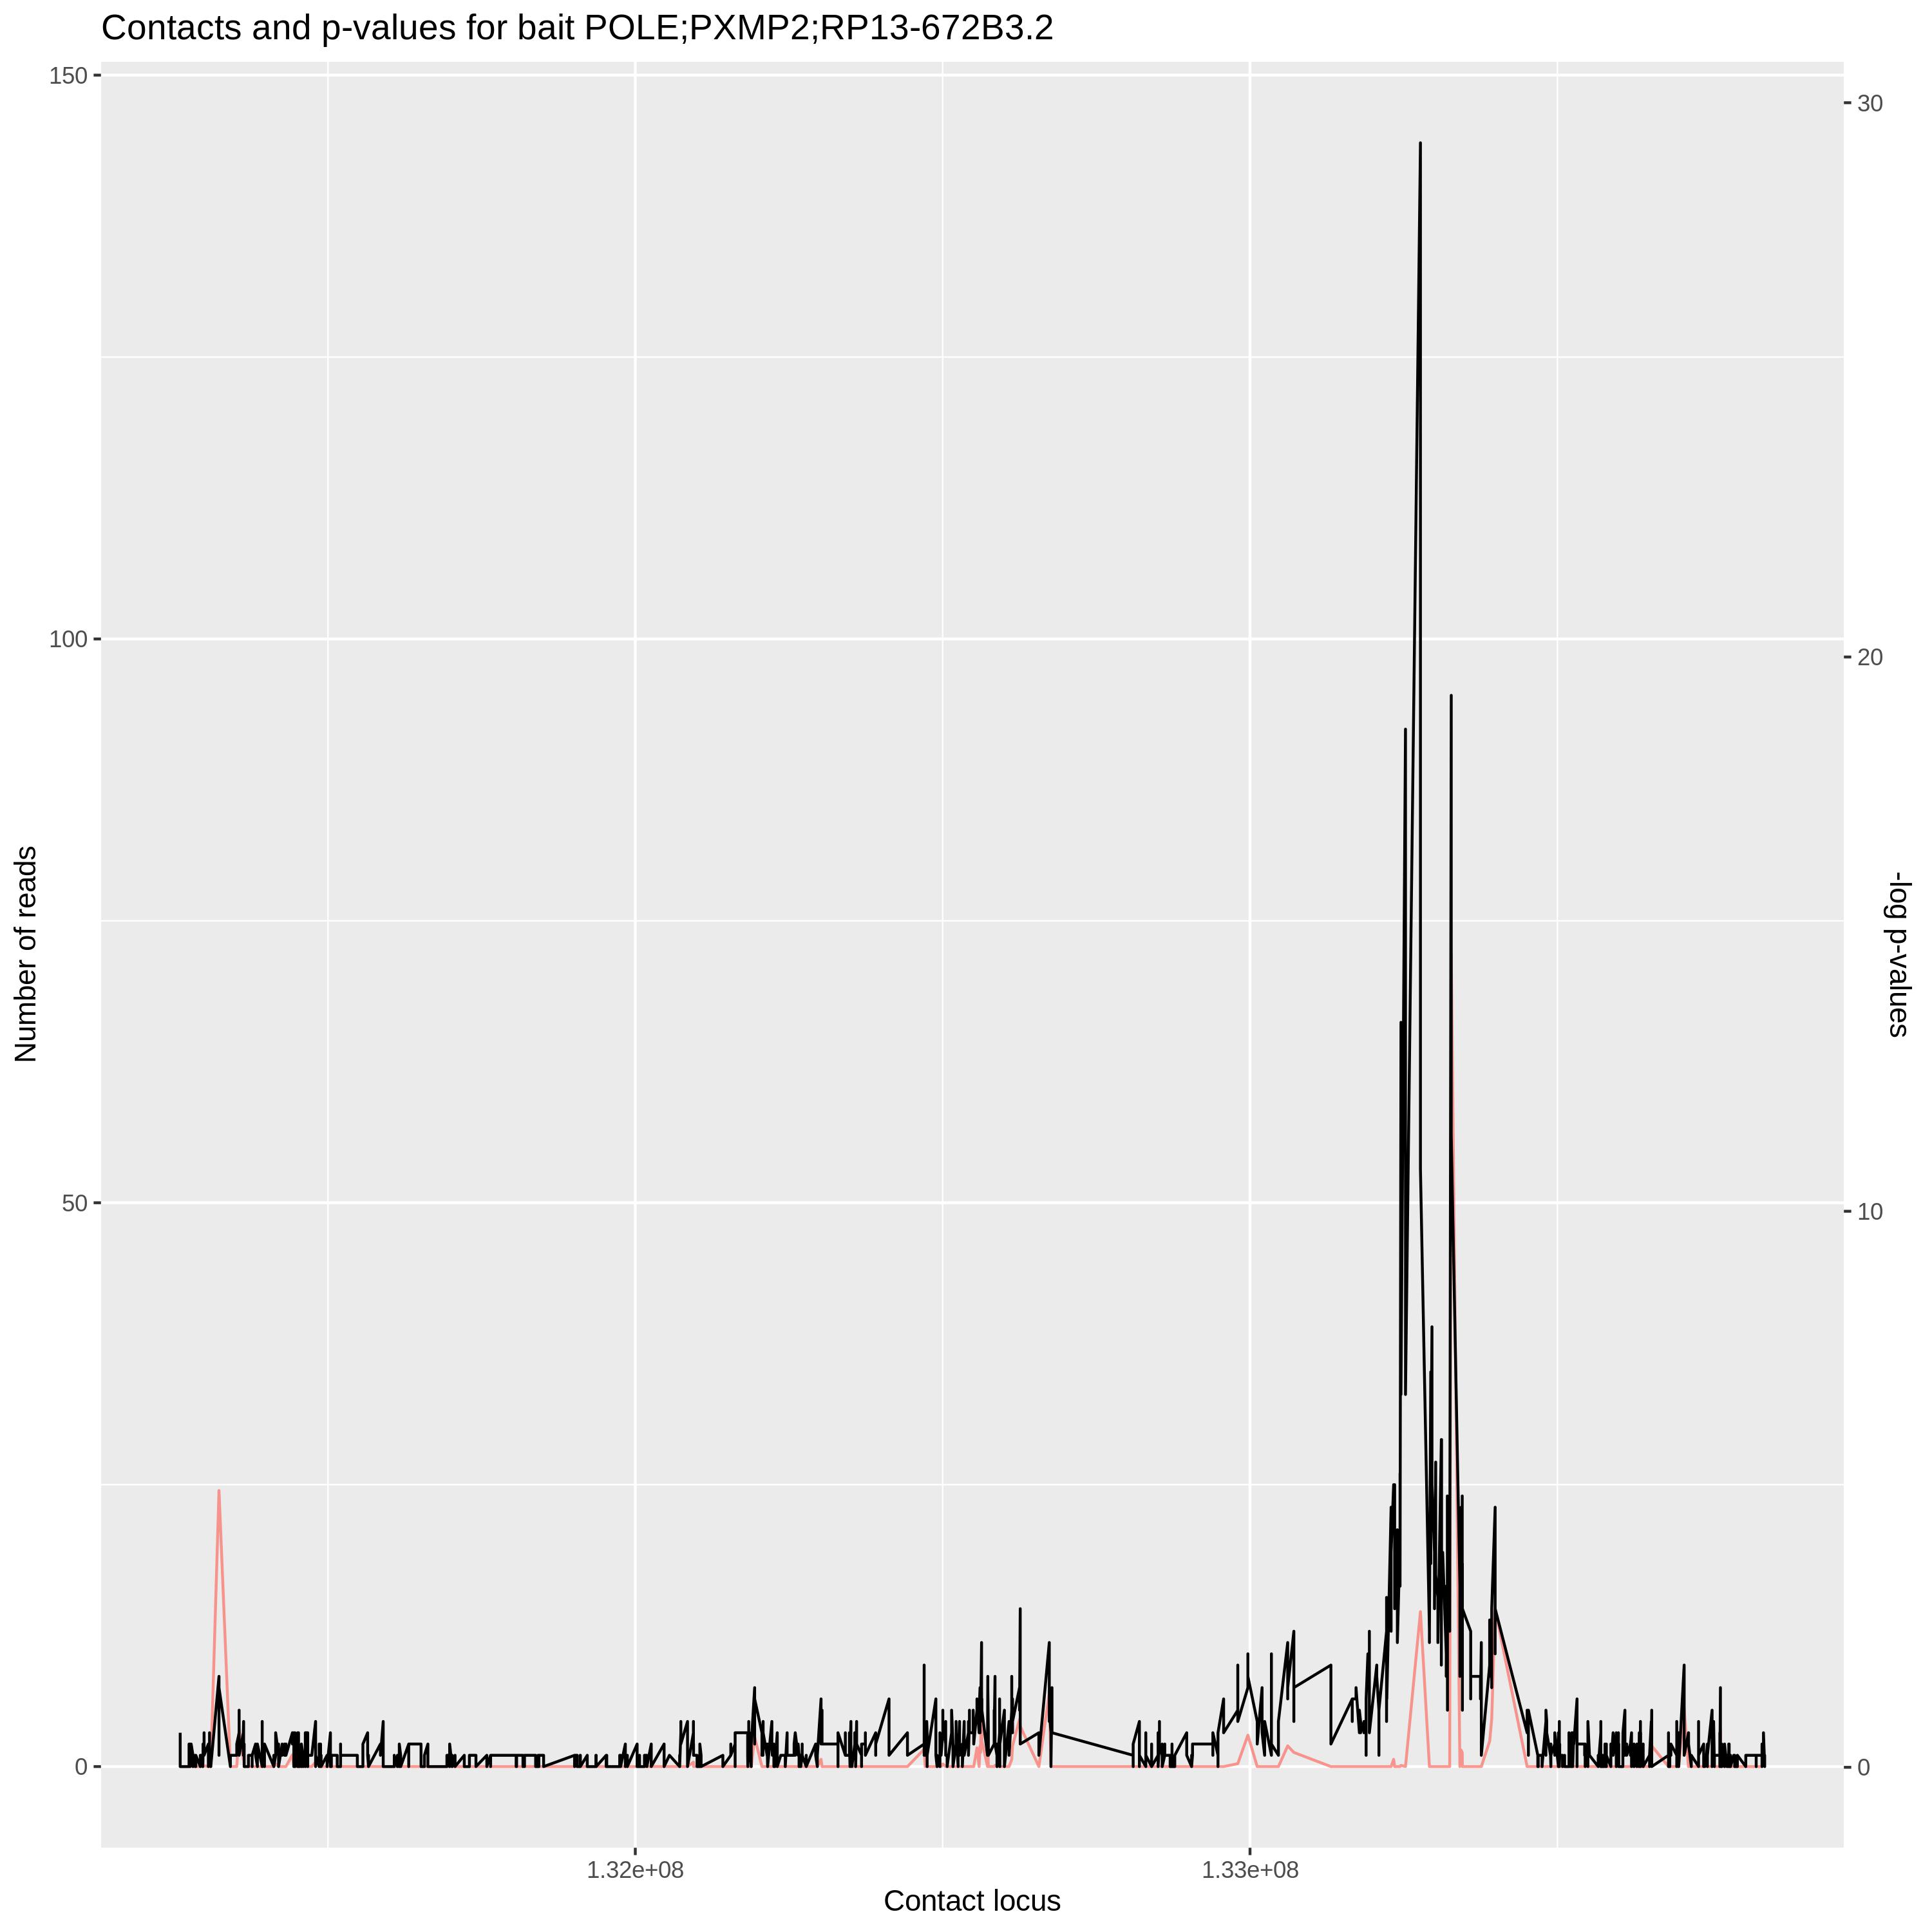 Contacts and p-values for bait POLE;PXMP2;RP13-672B3.2
150
100
50
0
Number of reads
30
20
10
0
-log p-values
1.32e+08
1.33e+08
Contact locus